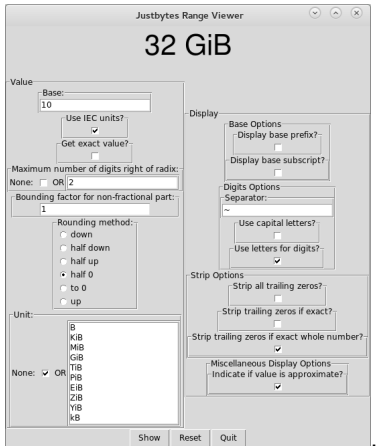 Justbytes Range Viewer
32 GiB
Value
Base:
10
Use IEC units?
Get exact value?
Maximum number of digits right of radix:
None: OR 2
Bounding factor for non-fractional part:
1
Rounding method:
down
half down
half up
half 0
to 0
up
Unit:
None: OR
B
KiB
MiB
GiB
TiB
PiB
EiB
ZiB
YiB
kB
Display
Base Options
Display base prefix?
Display base subscript?
Digits Options
Separator:
~
Use capital letters?
Use letters for digits?
Strip Options
Strip all trailing zeros?
Strip trailing zeros if exact?
Strip trailing zeros if exact whole number?
Miscellaneous Display Options
Indicate if value is approximate?
Show Reset Quit